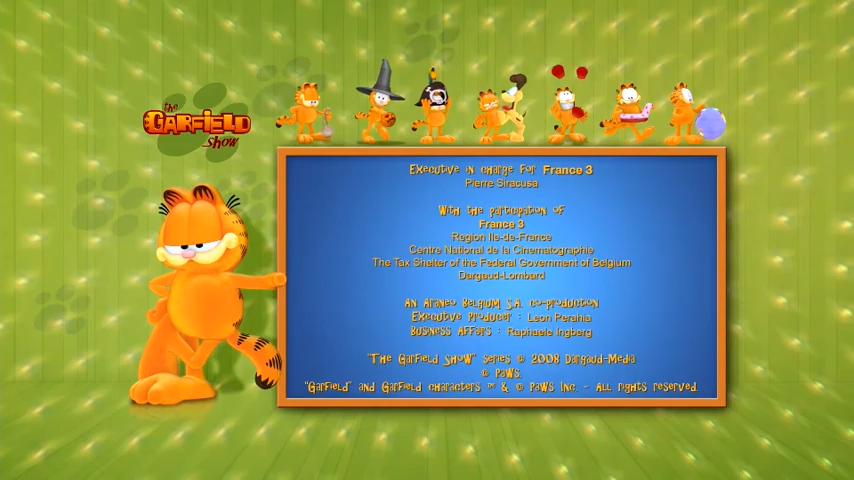 the
GARFIELD
Show
Executive in charge for France 3
Pierre Siracusa
With the participation of
France 3
Region Ile-de-France
Centre National de la Cinematographie
The Tax Shelter of the Federal Government of Belgium
Dargaud-Lombard
An Araneo Belgium S.A. co-production
Executive Producer : Leon Perahia
Business Affairs : Raphaele Ingberg
"The Garfield Show" Series © 2008 Dargaud-Media
© PAWS.
"Garfield" and Garfield characters ™ & © PAWS Inc. - All rights reserved.